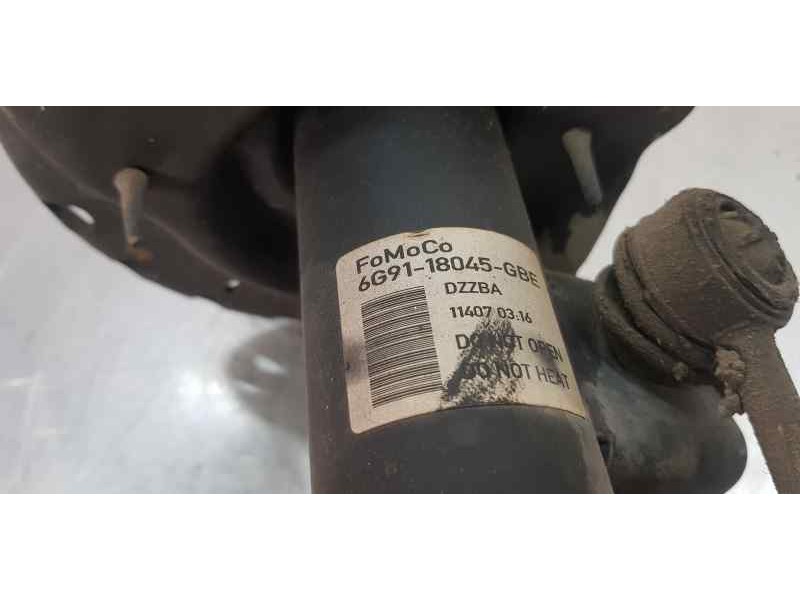 FoMoCo
6G91-18045-GBE
DZZBA
11407 03:16
DO NOT OPEN
DO NOT HEAT